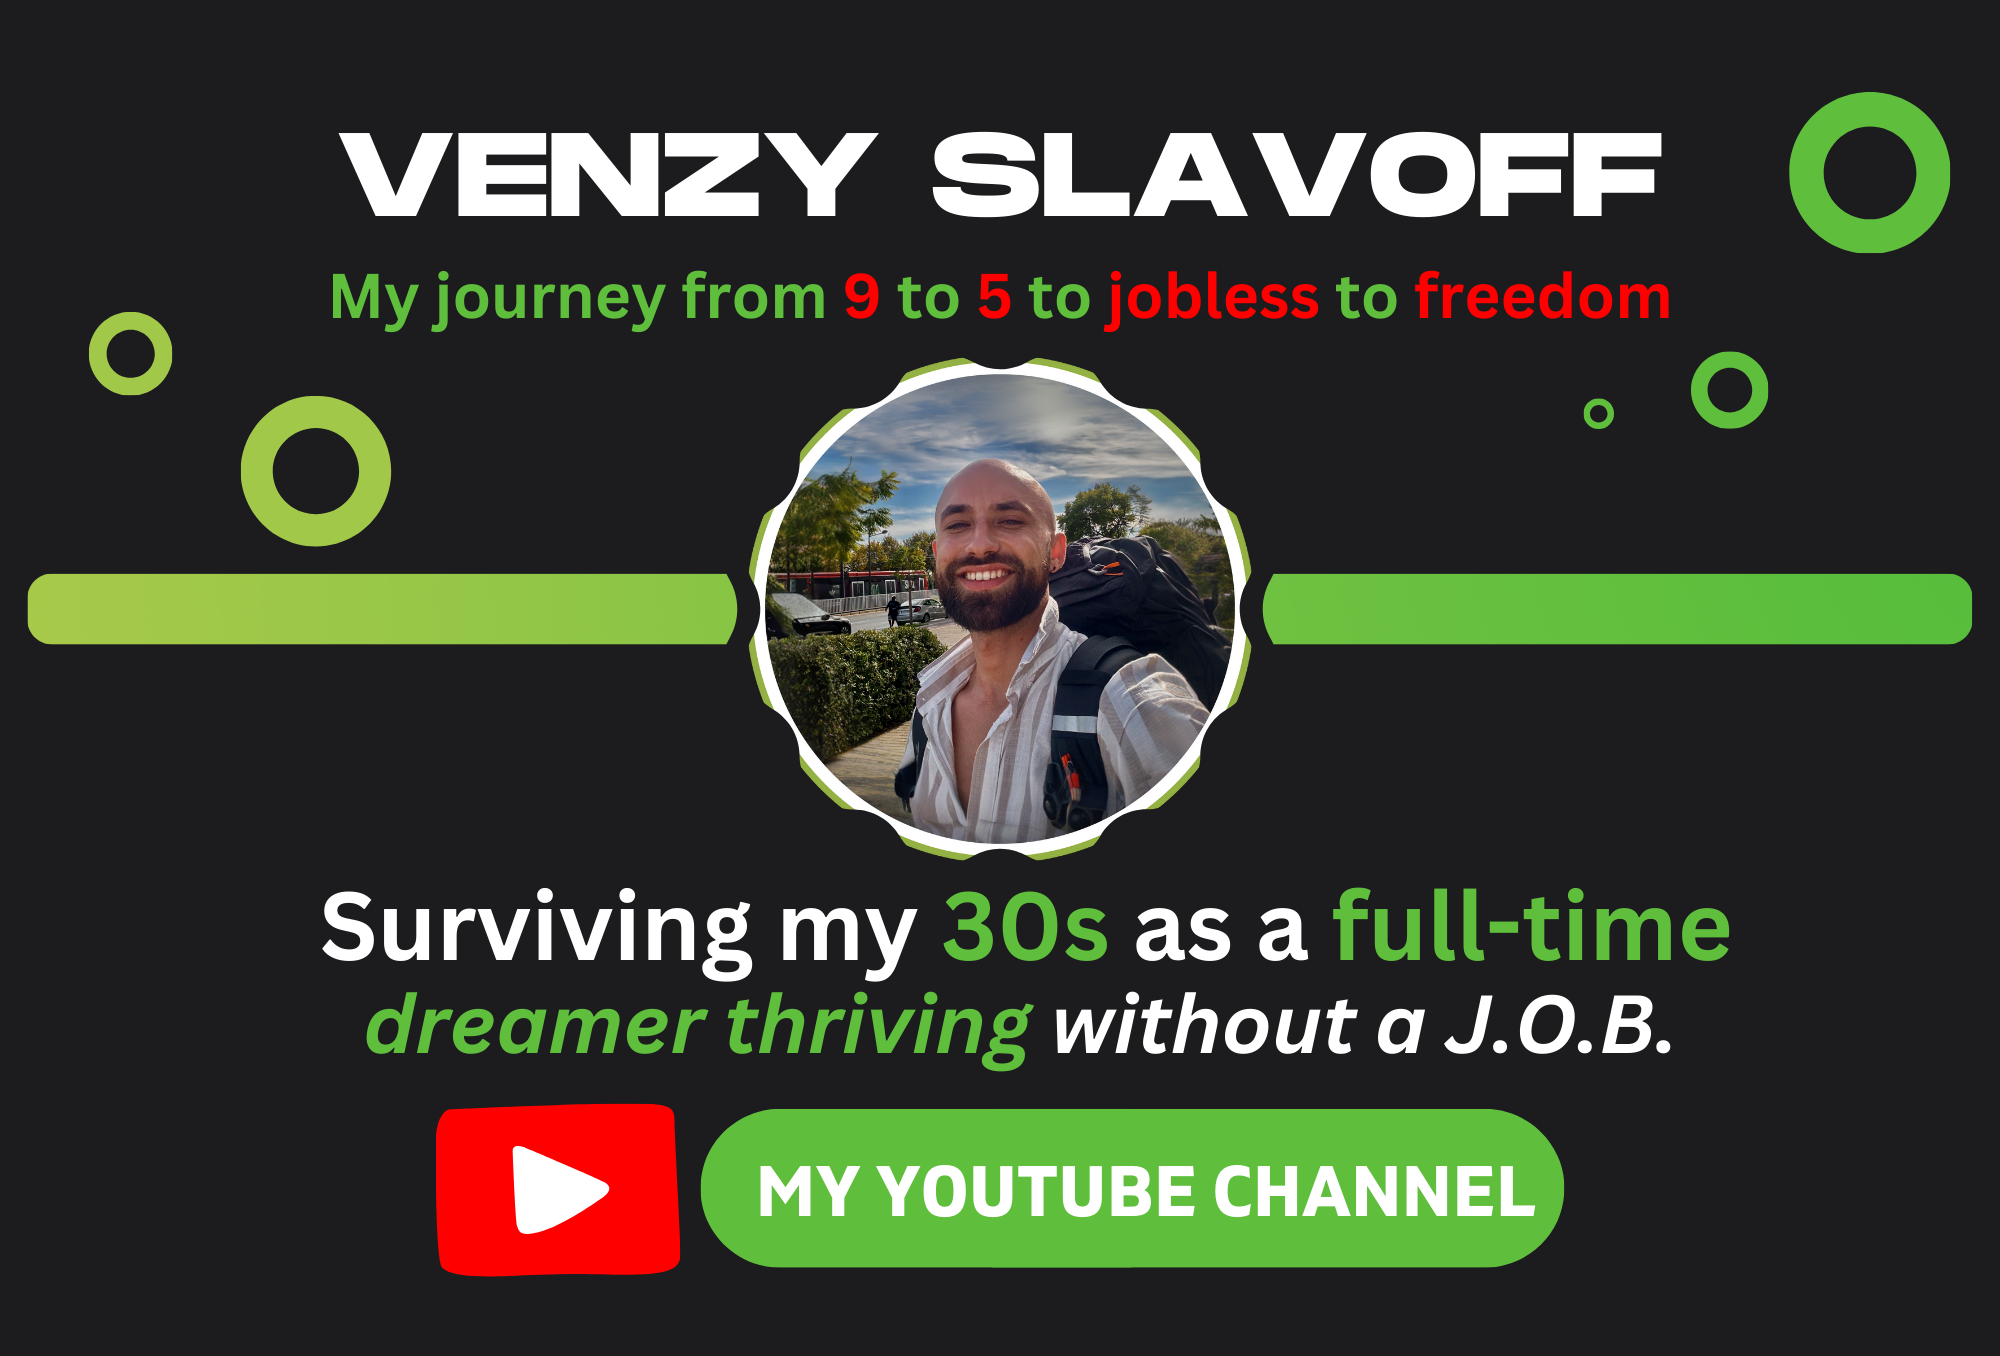 VENZY SLAVOFF
My journey from 9 to 5 to jobless to freedom
Surviving my 30s as a full-time
dreamer thriving without a J.O.B.
MY YOUTUBE CHANNEL